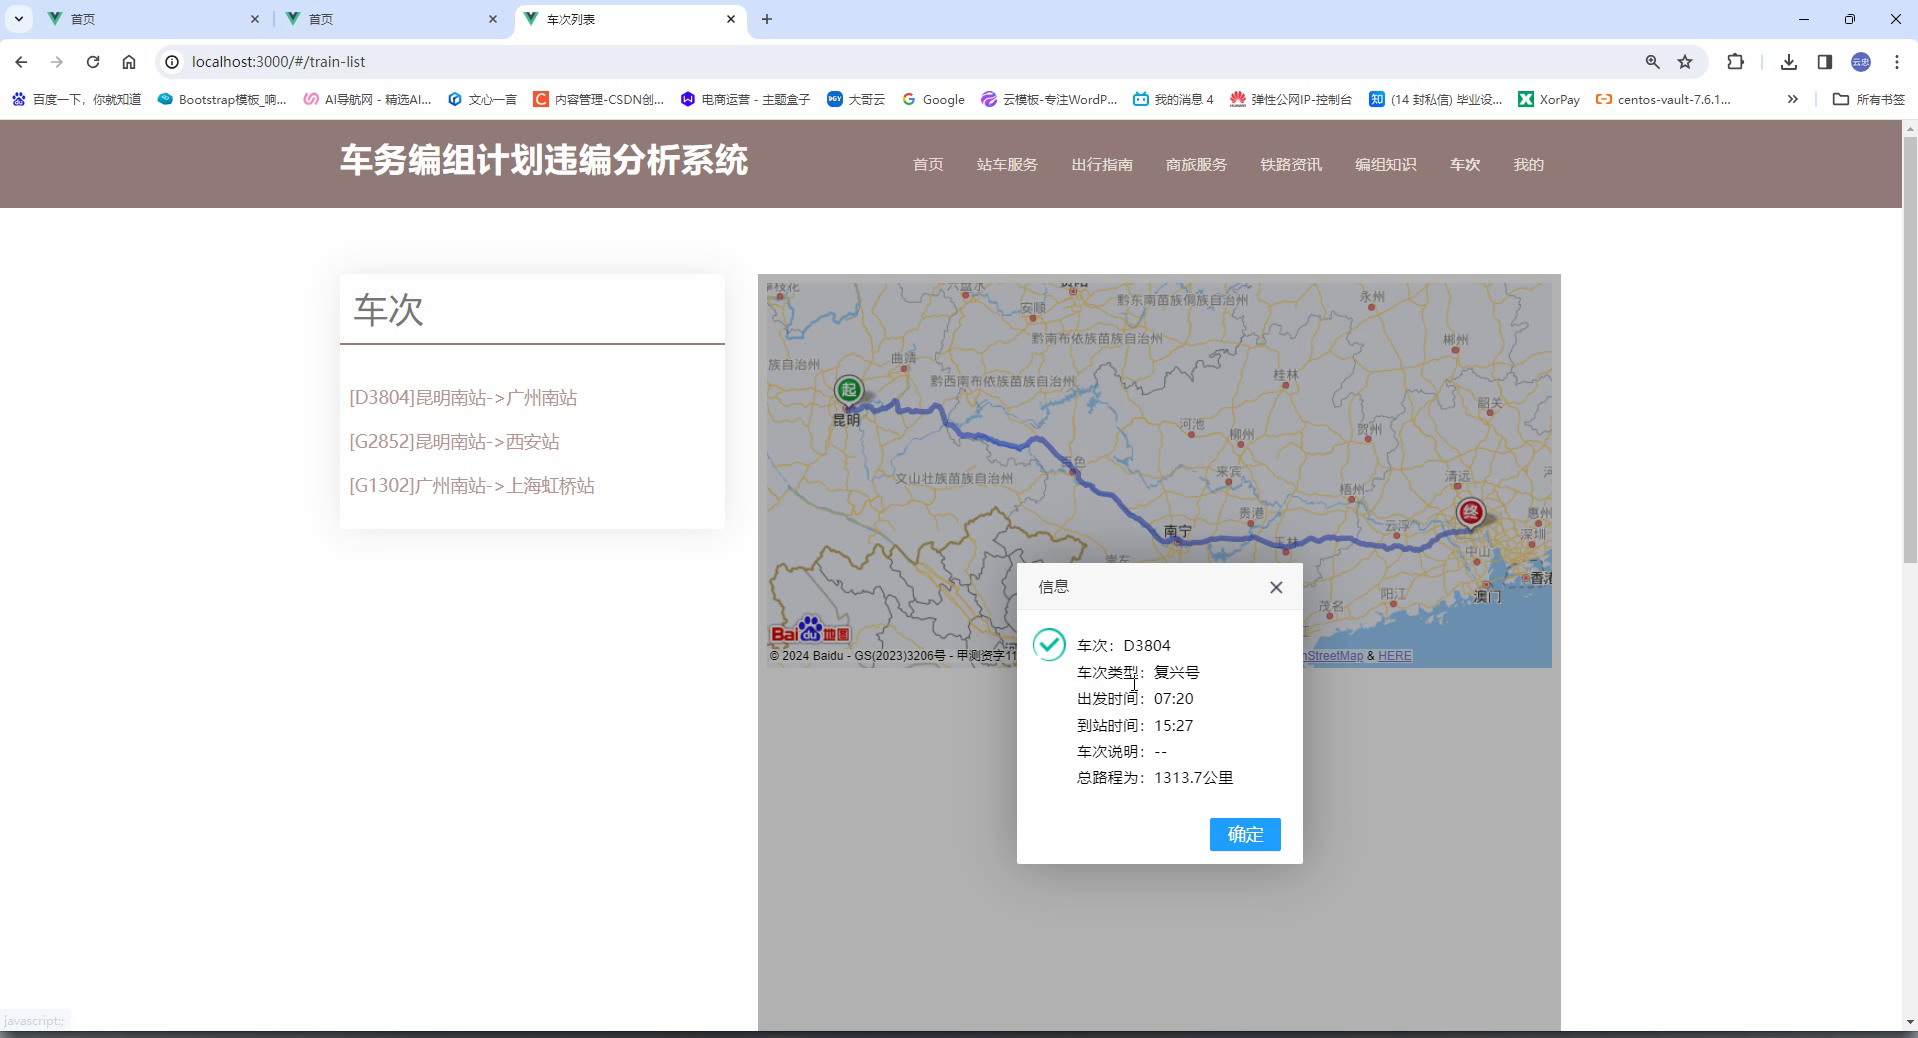 首页
首页
车次列表
localhost:3000/#/train-list
百度一下，你就知道
Bootstrap模板_响...
AI导航网 - 精选AI...
文心一言
内容管理-CSDN创...
电商运营 - 主题盒子
大哥云
Google
云模板-专注WordP...
我的消息 4
弹性公网IP-控制台
(14 封私信) 毕业设...
XorPay
centos-vault-7.6.1...
所有书签
车务编组计划违编分析系统
首页 站车服务 出行指南 商旅服务 铁路资讯 编组知识 车次 我的
车次
[D3804]昆明南站->广州南站
[G2852]昆明南站->西安站
[G1302]广州南站->上海虹桥站
安顺
黔东南苗族侗族自治州
永州
黔南布依族苗族自治州
郴州
族自治州
曲靖
黔西南布依族苗族自治州
桂林
起
昆明
河池
柳州
贺州
韶关
百色
文山壮族苗族自治州
来宾
梧州
清远
贵港
云浮
终
惠州
南宁
玉林
深圳
中山
崇左
香港
澳门
阳江
茂名
Bai du 地图
© 2024 Baidu - GS(2023)3206号 - 甲测资字11
nStreetMap & HERE
信息
车次：D3804
车次类型：复兴号
出发时间：07:20
到站时间：15:27
车次说明：--
总路程为：1313.7公里
确定
javascript:;